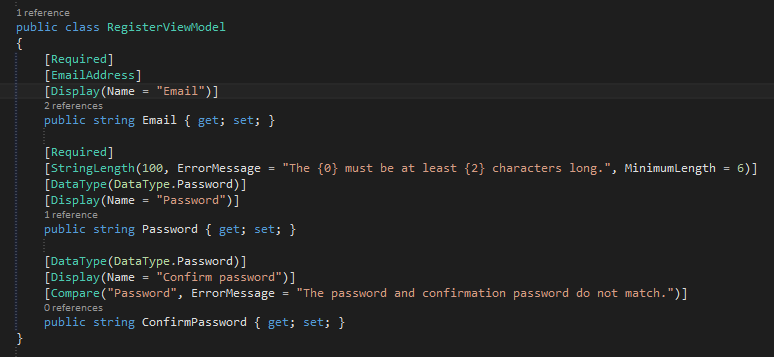 1 reference
public class RegisterViewModel
{
[Required]
[EmailAddress]
[Display(Name = "Email")]
2 references
public string Email { get; set; }
[Required]
[StringLength(100, ErrorMessage = "The {0} must be at least {2} characters long.", MinimumLength = 6)]
[DataType(DataType.Password)]
[Display(Name = "Password")]
1 reference
public string Password { get; set; }
[DataType(DataType.Password)]
[Display(Name = "Confirm password")]
[Compare("Password", ErrorMessage = "The password and confirmation password do not match.")]
0 references
public string ConfirmPassword { get; set; }
}